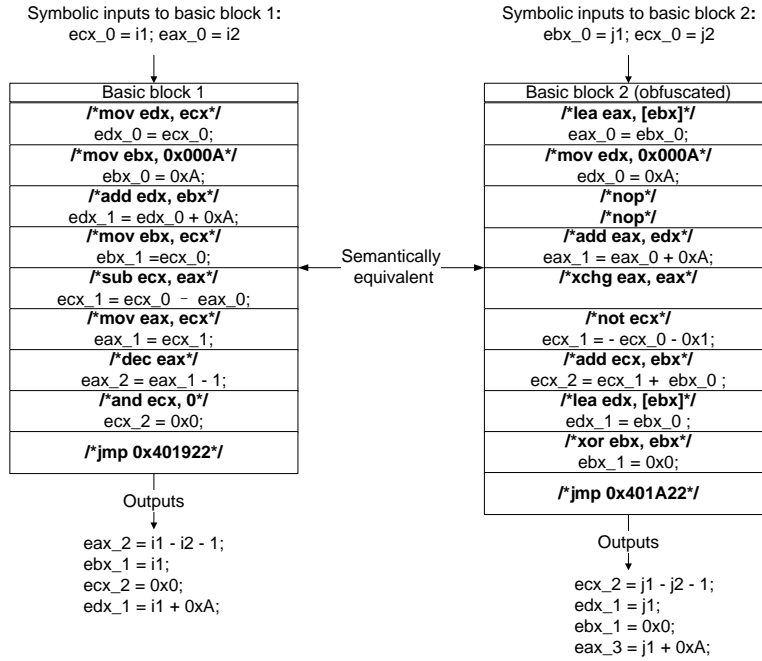 Symbolic inputs to basic block 1:
ecx_0 = i1; eax_0 = i2
Basic block 1
/*mov edx, ecx*/
edx_0 = ecx_0;
/*mov ebx, 0x000A*/
ebx_0 = 0xA;
/*add edx, ebx*/
edx_1 = edx_0 + 0xA;
/*mov ebx, ecx*/
ebx_1 =ecx_0;
/*sub ecx, eax*/
ecx_1 = ecx_0 - eax_0;
/*mov eax, ecx*/
eax_1 = ecx_1;
/*dec eax*/
eax_2 = eax_1 - 1;
/*and ecx, 0*/
ecx_2 = 0x0;
/*jmp 0x401922*/
Outputs
eax_2 = i1 - i2 - 1;
ebx_1 = i1;
ecx_2 = 0x0;
edx_1 = i1 + 0xA;
Semantically
equivalent
Symbolic inputs to basic block 2:
ebx_0 = j1; ecx_0 = j2
Basic block 2 (obfuscated)
/*lea eax, [ebx]*/
eax_0 = ebx_0;
/*mov edx, 0x000A*/
edx_0 = 0xA;
/*nop*/
/*nop*/
/*add eax, edx*/
eax_1 = eax_0 + 0xA;
/*xchg eax, eax*/
/*not ecx*/
ecx_1 = - ecx_0 - 0x1;
/*add ecx, ebx*/
ecx_2 = ecx_1 + ebx_0 ;
/*lea edx, [ebx]*/
edx_1 = ebx_0 ;
/*xor ebx, ebx*/
ebx_1 = 0x0;
/*jmp 0x401A22*/
Outputs
ecx_2 = j1 - j2 - 1;
edx_1 = j1;
ebx_1 = 0x0;
eax_3 = j1 + 0xA;